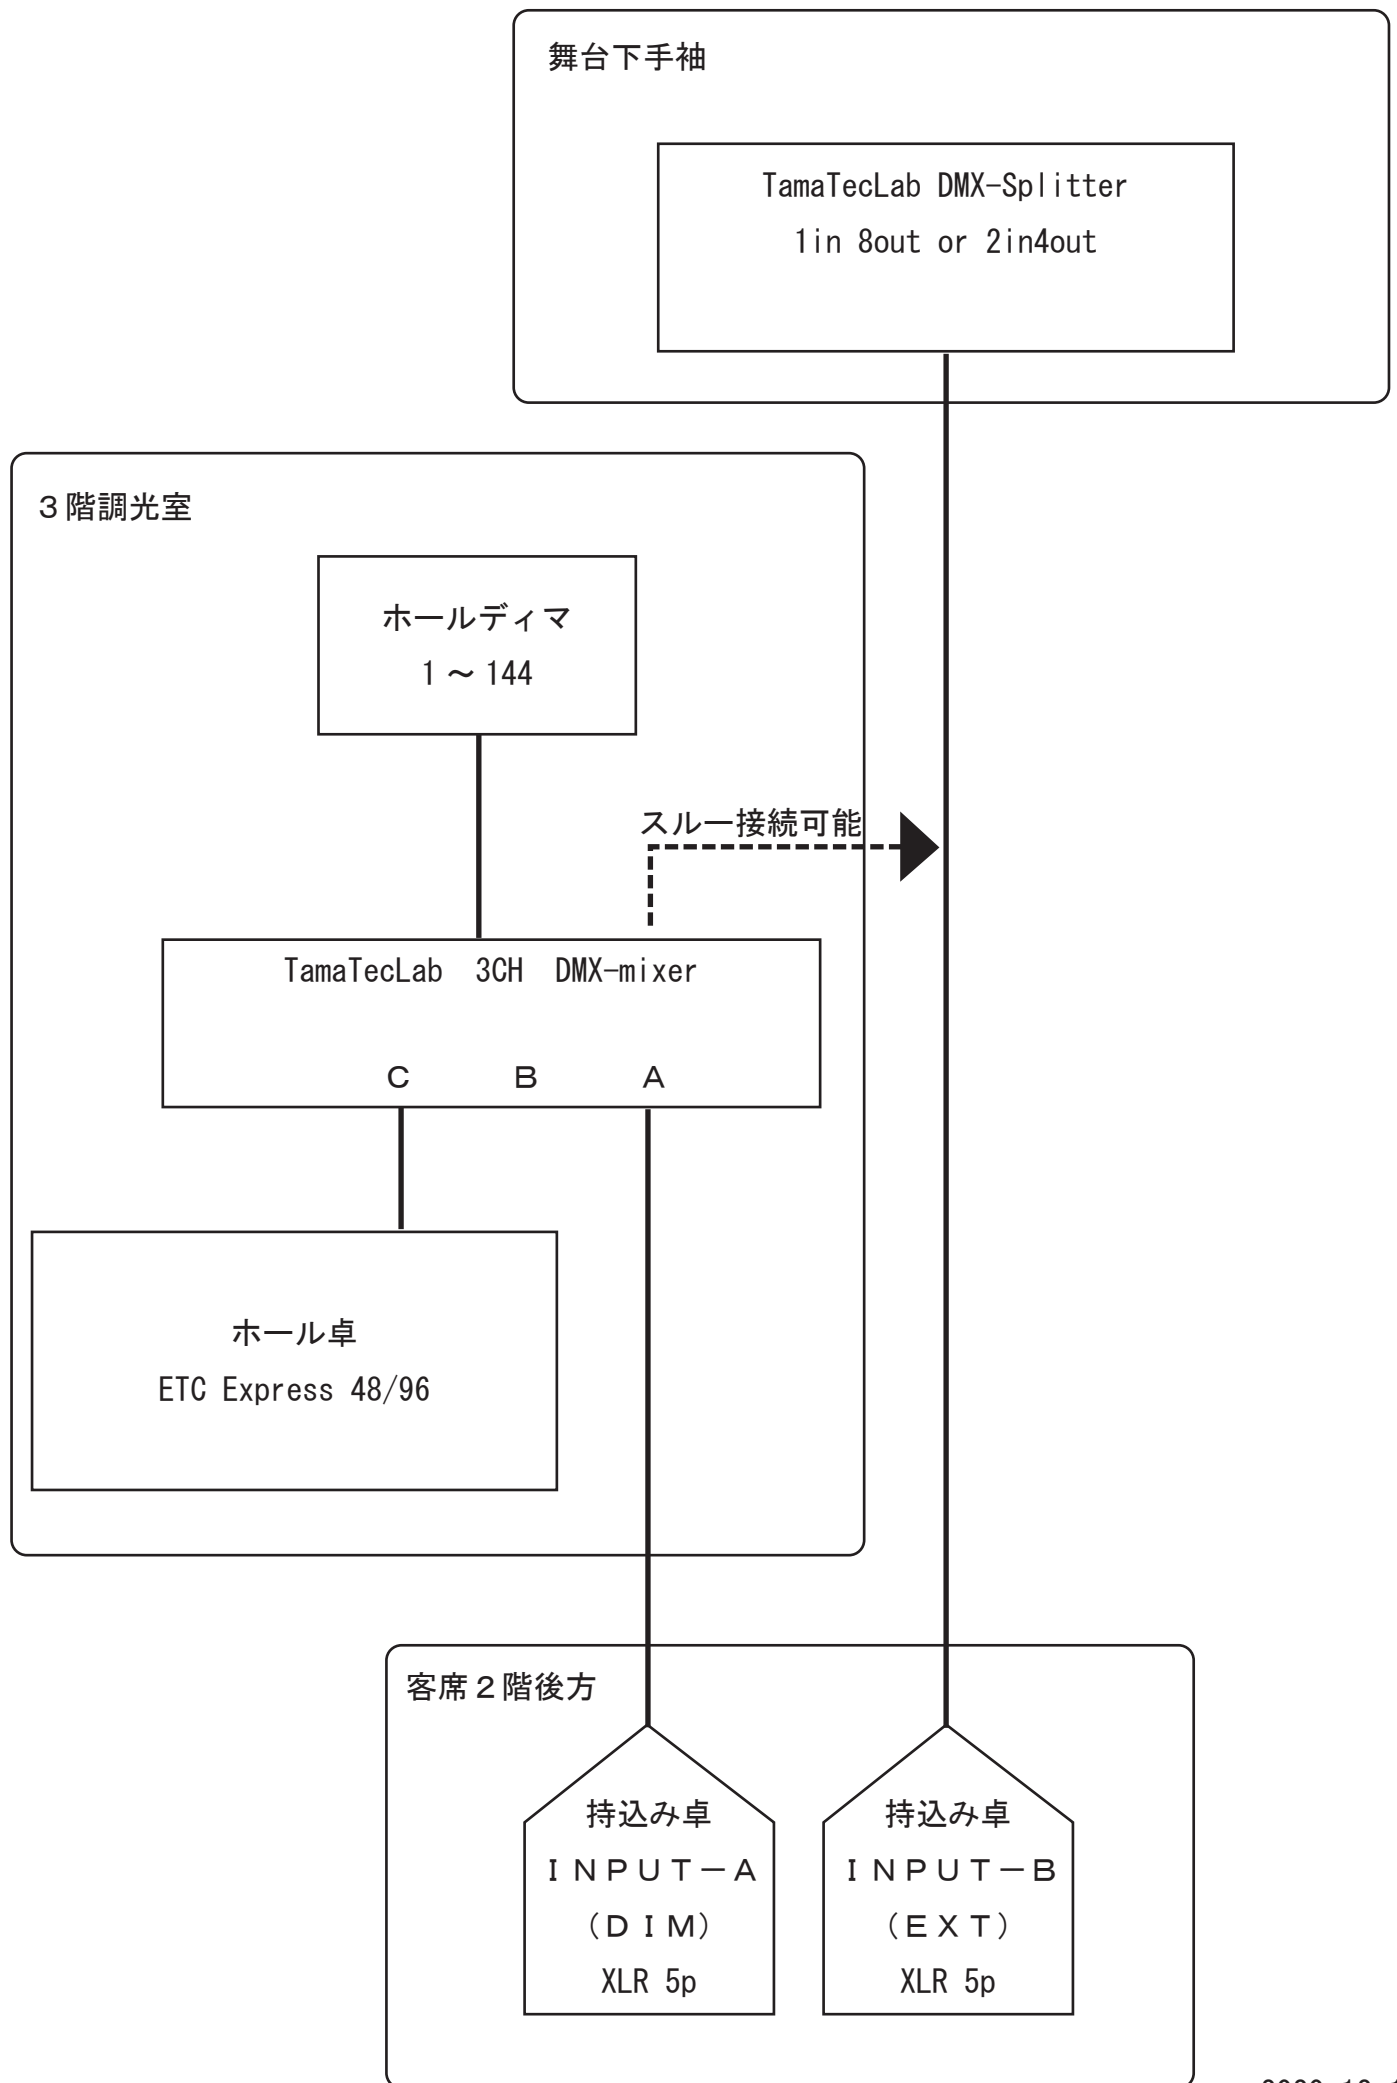 舞台下手袖
TamaTecLab DMX-Splitter
1in 8out or 2in4out
３階調光室
ホールディマ
1～144
スルー接続可能
TamaTecLab 3CH DMX-mixer
C B A
ホール卓
ETC Express 48/96
客席２階後方
持込み卓
ＩＮＰＵＴ－Ａ
（ＤＩＭ）
XLR 5p
持込み卓
ＩＮＰＵＴ－Ｂ
（ＥＸＴ）
XLR 5p